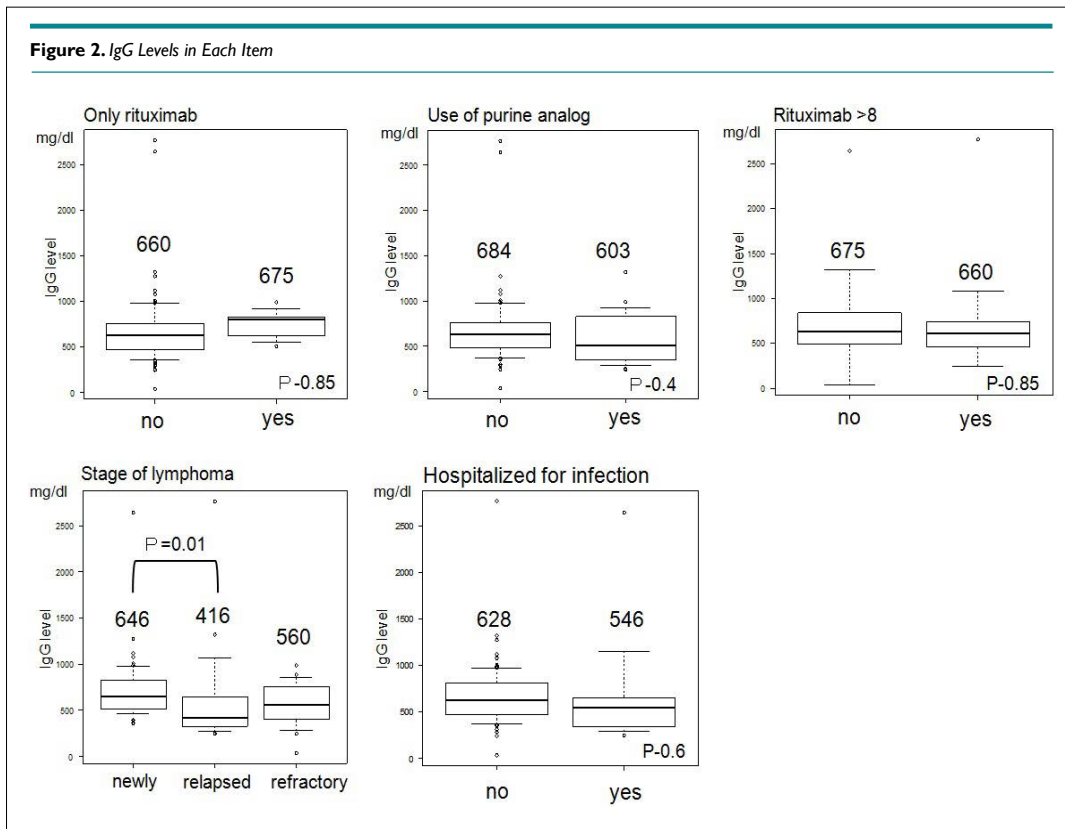 Figure 2. IgG Levels in Each Item
Only rituximab
mg/dl
IgG level
2500
2000
1500
1000
500
0
660
675
P-0.85
no yes
Use of purine analog
mg/dl
IgG level
2500
2000
1500
1000
500
0
684
603
P-0.4
no yes
Rituximab >8
mg/dl
IgG level
2500
2000
1500
1000
500
0
675
660
P-0.85
no yes
Stage of lymphoma
mg/dl
IgG level
2500
2000
1500
1000
500
0
P=0.01
646
416
560
newly relapsed refractory
Hospitalized for infection
mg/dl
IgG level
2500
2000
1500
1000
500
0
628
546
P-0.6
no yes